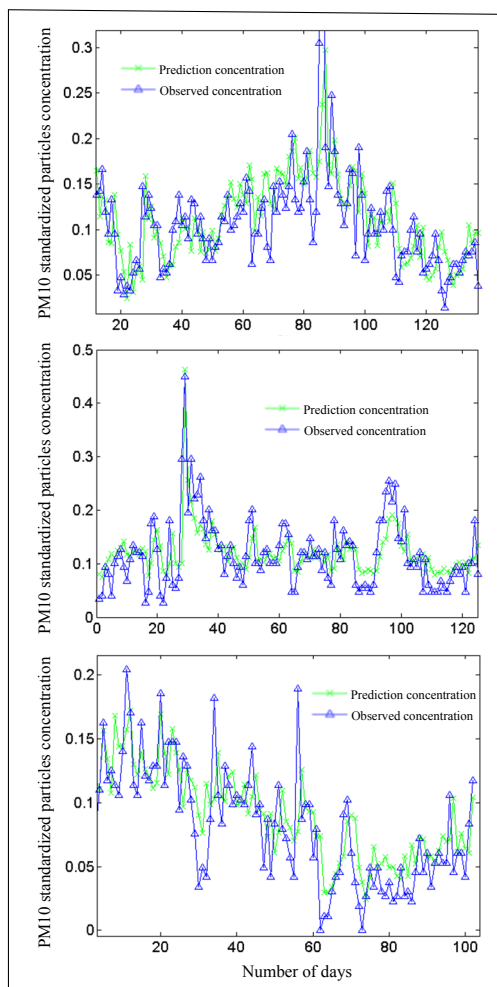 PM10 standardized particles concentration
0.3
0.25
0.2
0.15
0.1
0.05
Prediction concentration
Observed concentration
20 40 60 80 100 120
PM10 standardized particles concentration
0.5
0.4
0.3
0.2
0.1
0
Prediction concentration
Observed concentration
0 20 40 60 80 100 120
PM10 standardized particles concentration
0.2
0.15
0.1
0.05
0
Prediction concentration
Observed concentration
20 40 60 80 100
Number of days